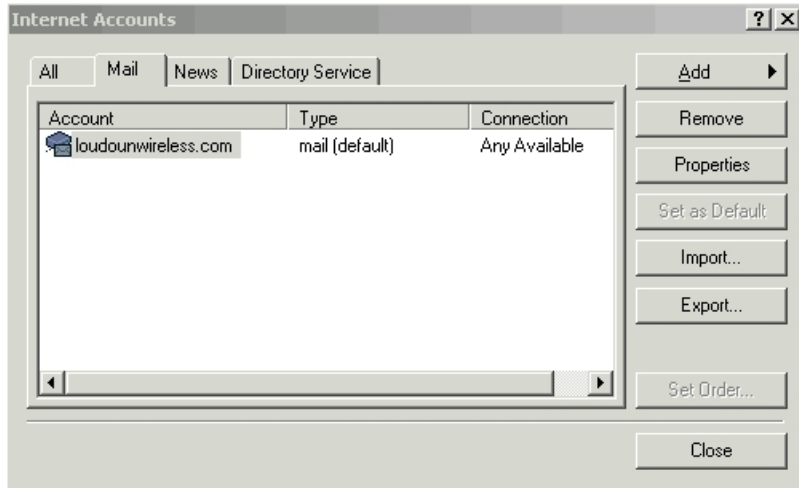 Internet Accounts
All Mail News Directory Service
Add
Account Type Connection
Remove
loudounwireless.com mail (default) Any Available
Properties
Set as Default
Import...
Export...
Set Order...
Close